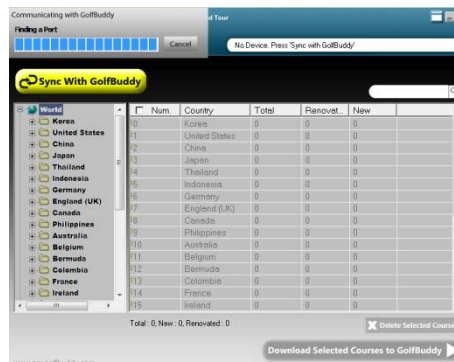 Communicating with GolfBuddy
Finding a Port
Cancel
d Tour
No Device. Press 'Sync with GolfBuddy'
Sync With GolfBuddy
World
Korea
United States
China
Japan
Thailand
Indonesia
Germany
England (UK)
Canada
Philippines
Australia
Belgium
Bermuda
Colombia
France
Ireland
Num. Country Total Renovat.. New
0 Korea 0 0 0
1 United States 0 0 0
2 China 0 0 0
3 Japan 0 0 0
4 Thailand 0 0 0
5 Indonesia 0 0 0
6 Germany 0 0 0
7 England (UK) 0 0 0
8 Canada 0 0 0
9 Philippines 0 0 0
10 Australia 0 0 0
11 Belgium 0 0 0
12 Bermuda 0 0 0
13 Colombia 0 0 0
14 France 0 0 0
15 Ireland 0 0 0
Total : 0, New : 0, Renovated : 0
Delete Selected Course
Download Selected Courses to GolfBuddy